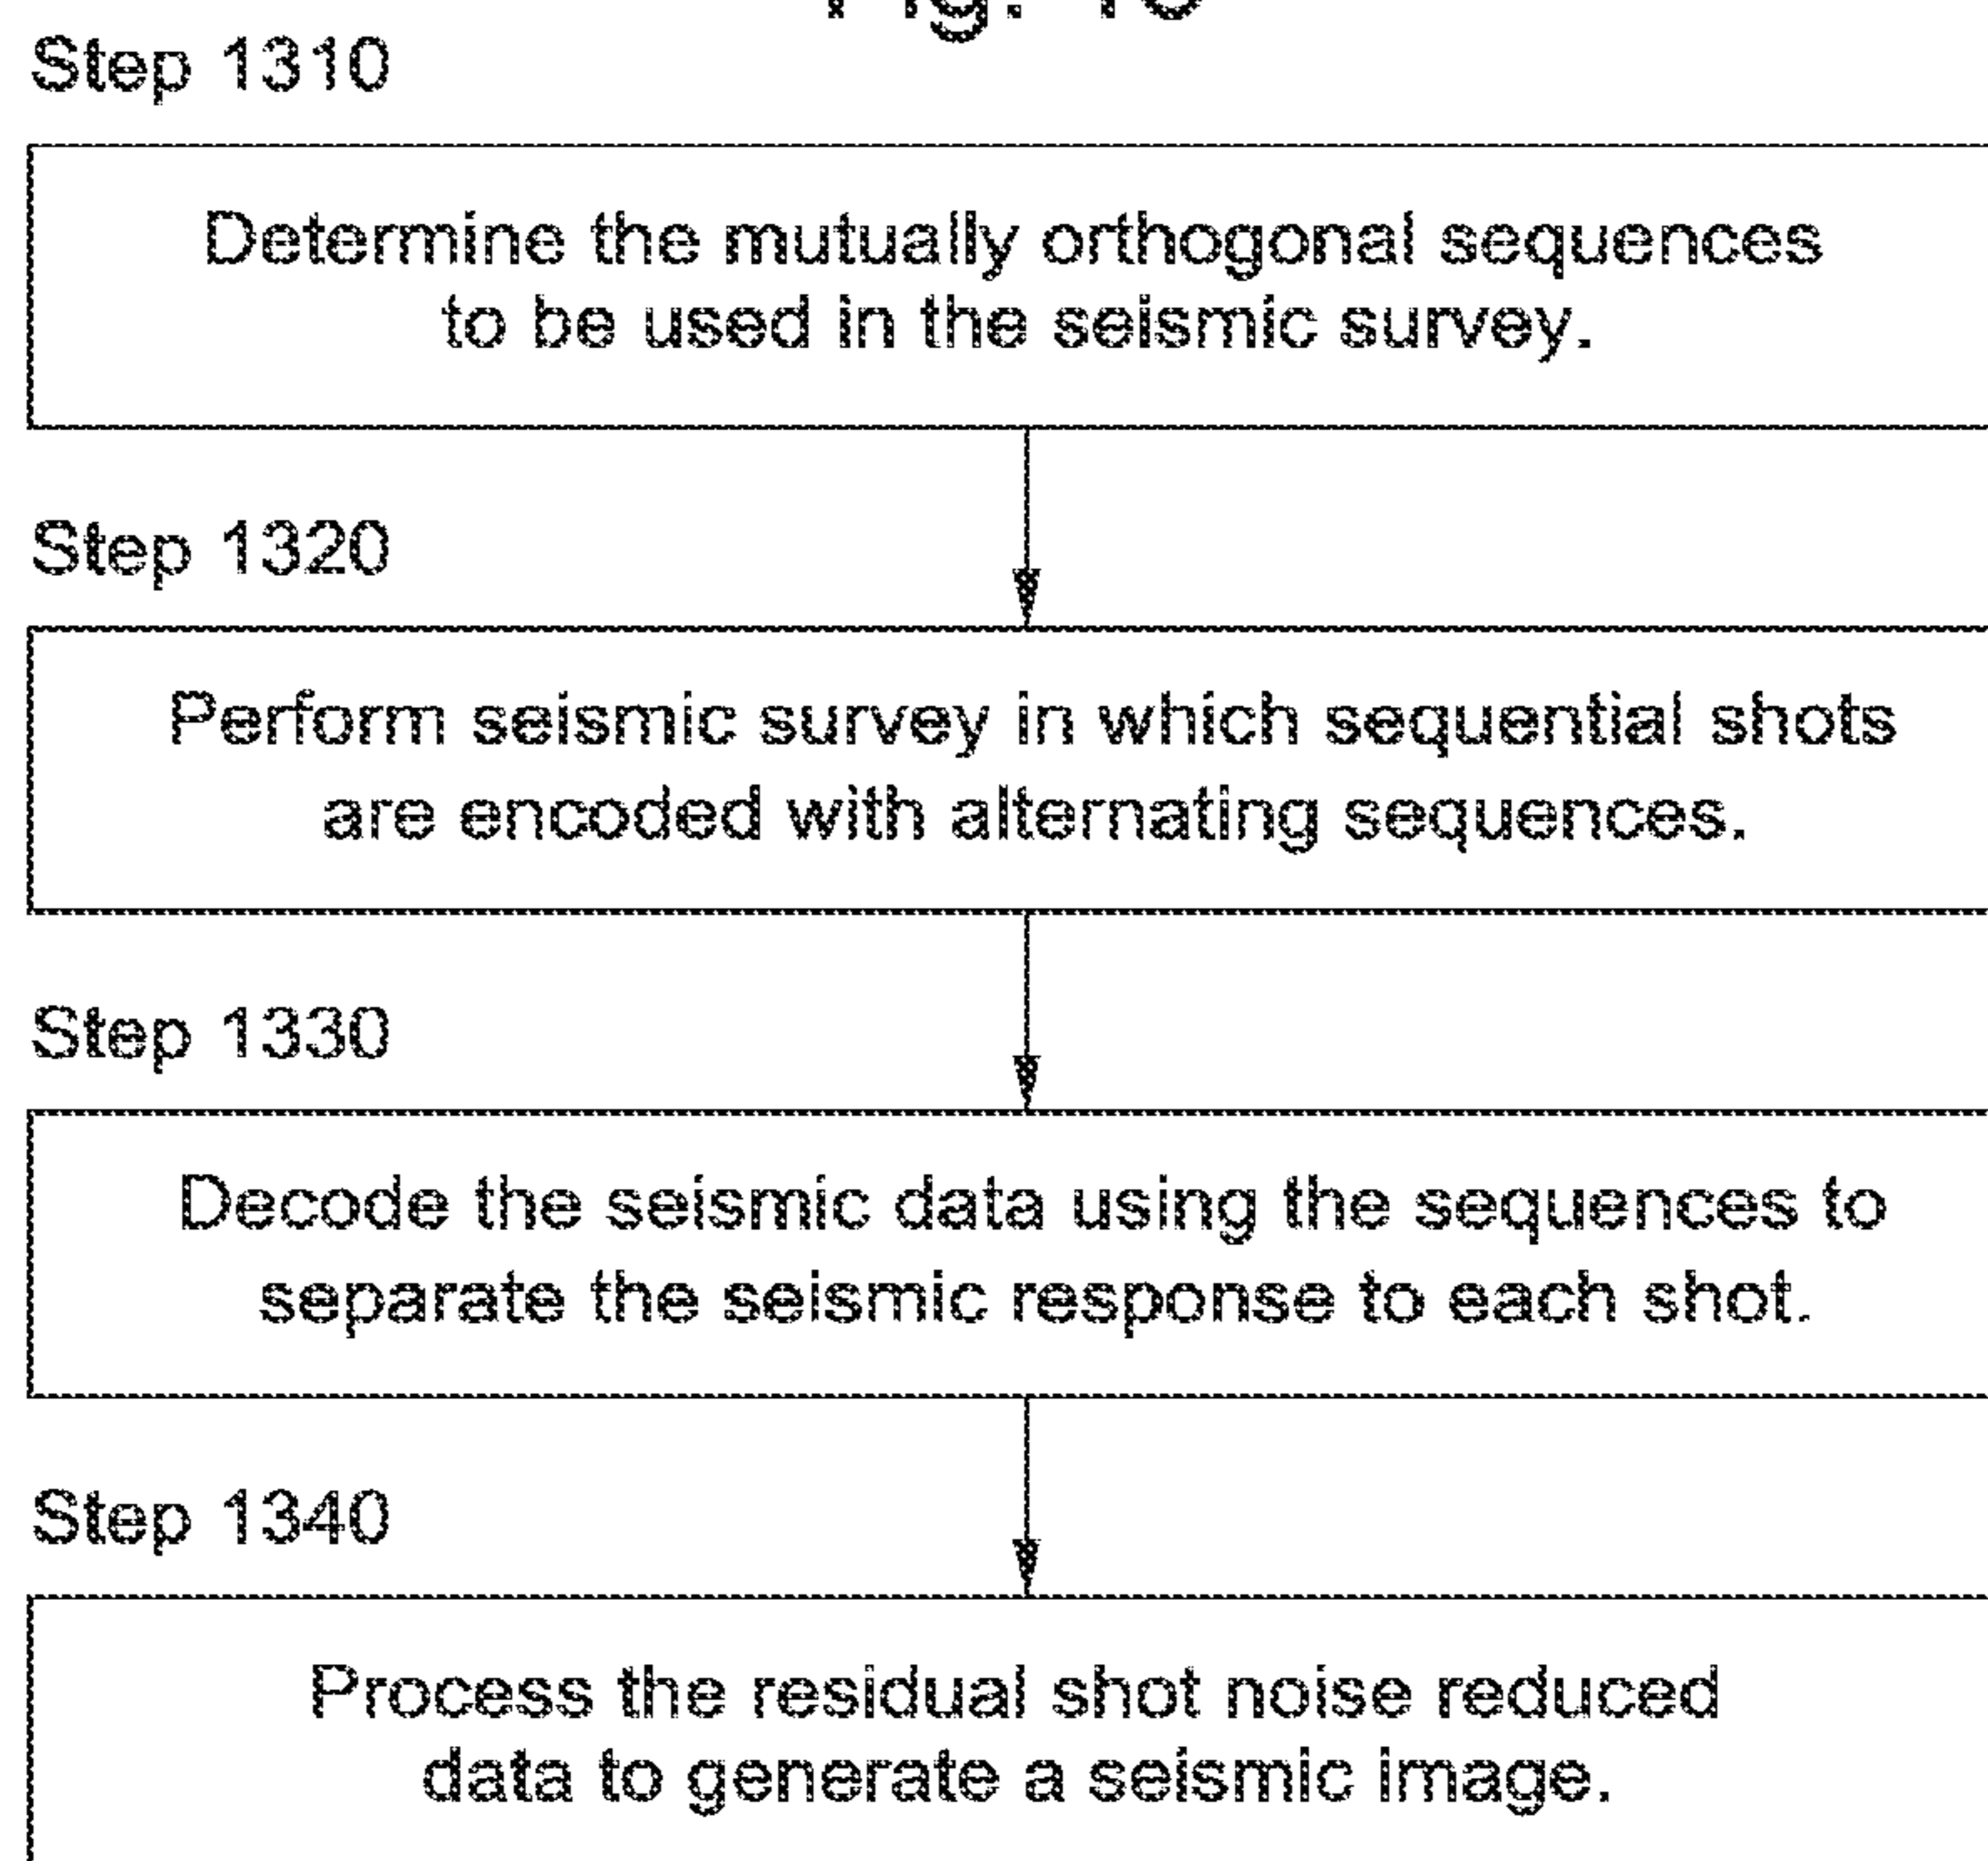 Fig. 13
Step 1310
Determine the mutually orthogonal sequences
to be used in the seismic survey.
Step 1320
Perform seismic survey in which sequential shots
are encoded with alternating sequences.
Step 1330
Decode the seismic data using the sequences to
separate the seismic response to each shot.
Step 1340
Process the residual shot noise reduced
data to generate a seismic image.